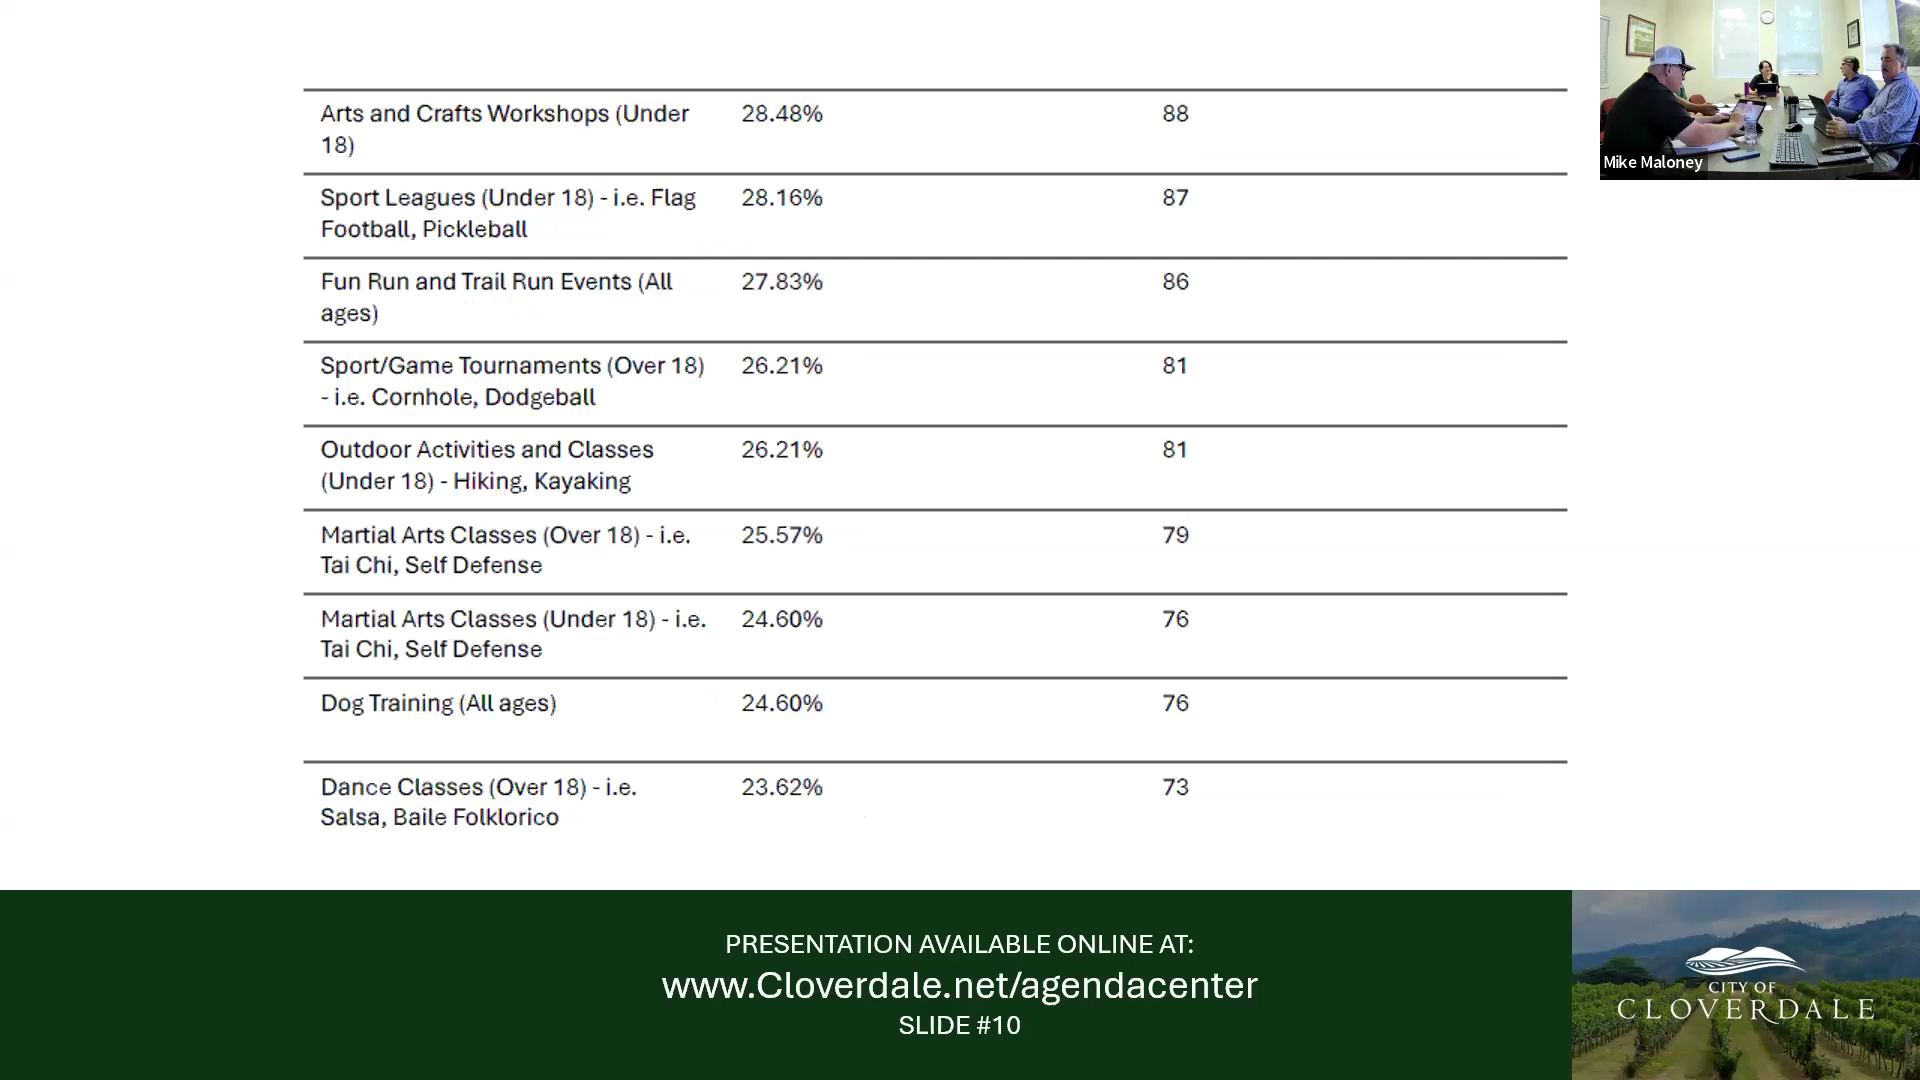 Arts and Crafts Workshops (Under 28.48% 88
18)
Sport Leagues (Under 18) - i.e. Flag 28.16% 87
Football, Pickleball
Fun Run and Trail Run Events (All 27.83% 86
ages)
Sport/Game Tournaments (Over 18) 26.21% 81
- i.e. Cornhole, Dodgeball
Outdoor Activities and Classes 26.21% 81
(Under 18) - Hiking, Kayaking
Martial Arts Classes (Over 18) - i.e. 25.57% 79
Tai Chi, Self Defense
Martial Arts Classes (Under 18) - i.e. 24.60% 76
Tai Chi, Self Defense
Dog Training (All ages) 24.60% 76
Dance Classes (Over 18) - i.e. 23.62% 73
Salsa, Baile Folklorico
Mike Maloney
PRESENTATION AVAILABLE ONLINE AT:
www.Cloverdale.net/agendacenter
SLIDE #10
CITY OF
CLOVERDALE